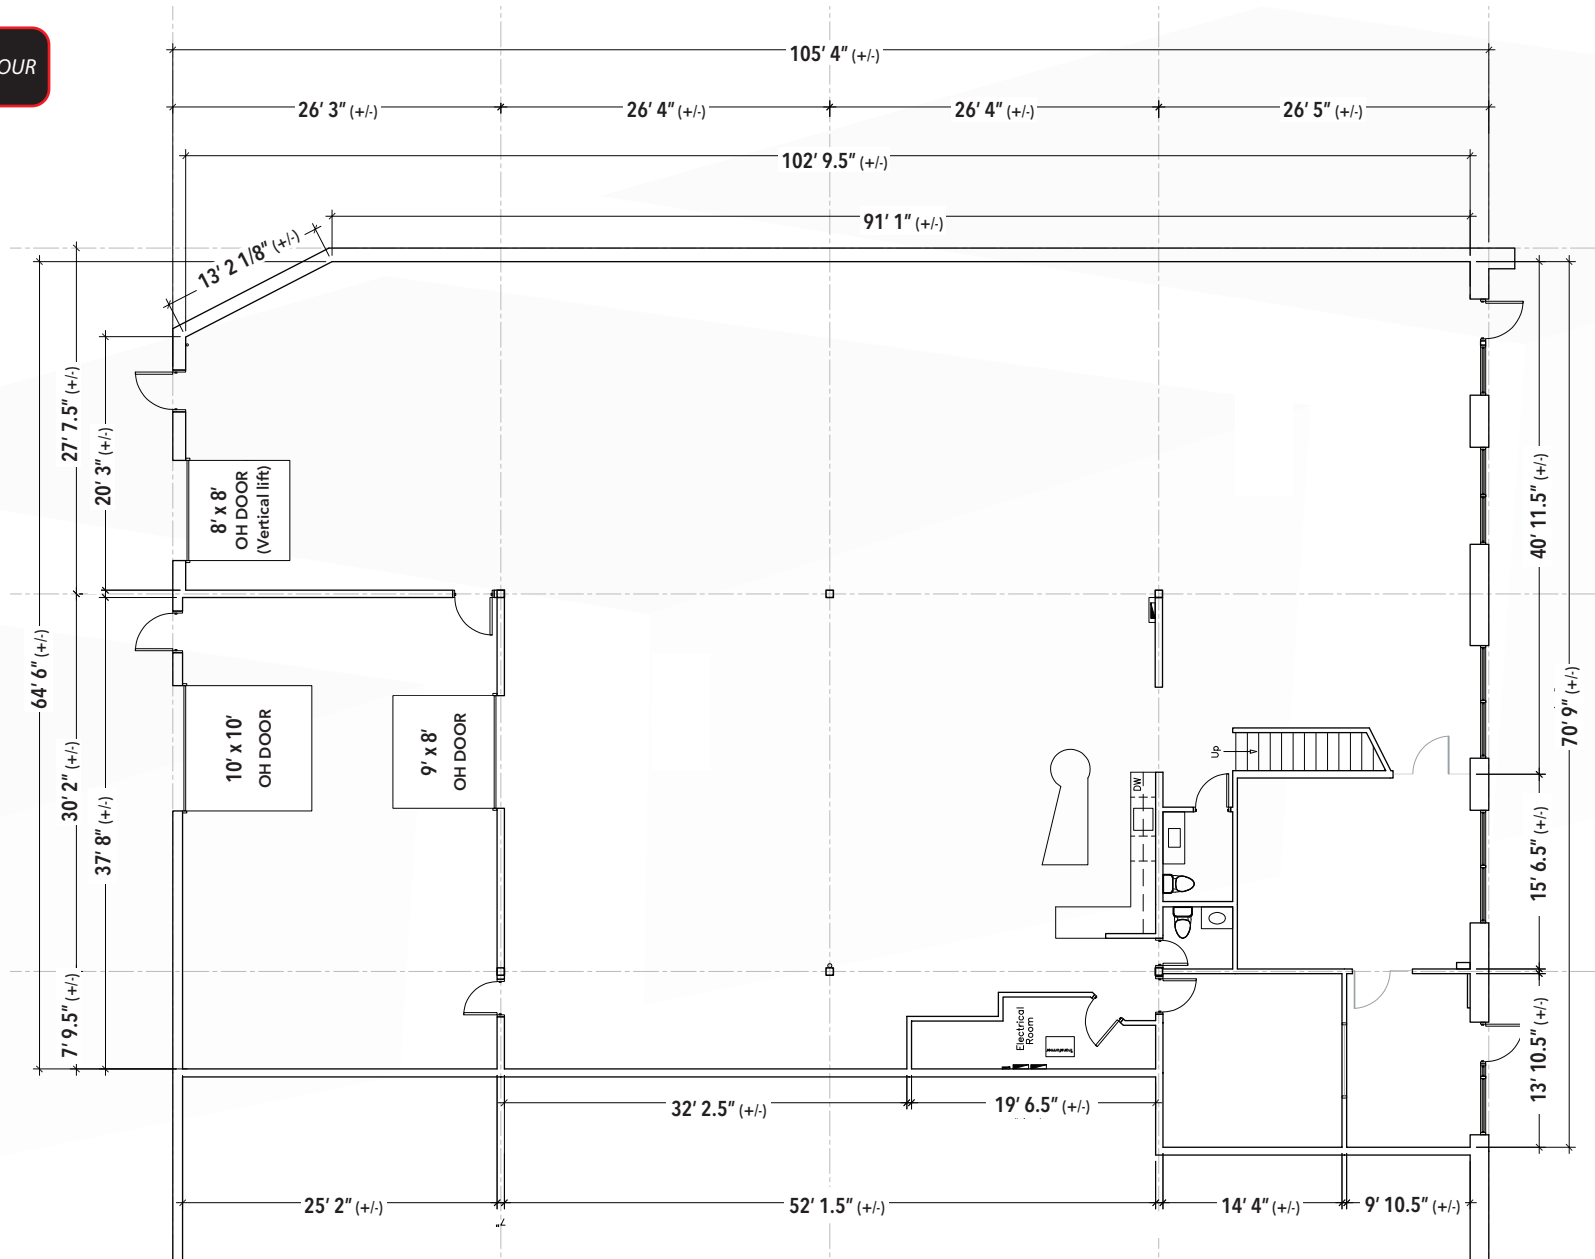 OUR
105' 4" (+/-)
26' 3" (+/-)
26' 4" (+/-)
26' 4" (+/-)
26' 5" (+/-)
102' 9.5" (+/-)
91' 1" (+/-)
13' 2 1/8" (+/-)
27' 7.5" (+/-)
20' 3" (+/-)
64' 6" (+/-)
30' 2" (+/-)
37' 8" (+/-)
7' 9.5" (+/-)
8' x 8'
OH DOOR
(Vertical lift)
10' x 10'
OH DOOR
9' x 8'
OH DOOR
DW
Up
Electrical
Room
Transformer
40' 11.5" (+/-)
70' 9" (+/-)
15' 6.5" (+/-)
13' 10.5" (+/-)
32' 2.5" (+/-)
19' 6.5" (+/-)
25' 2" (+/-)
7"
52' 1.5" (+/-)
14' 4" (+/-)
9' 10.5" (+/-)